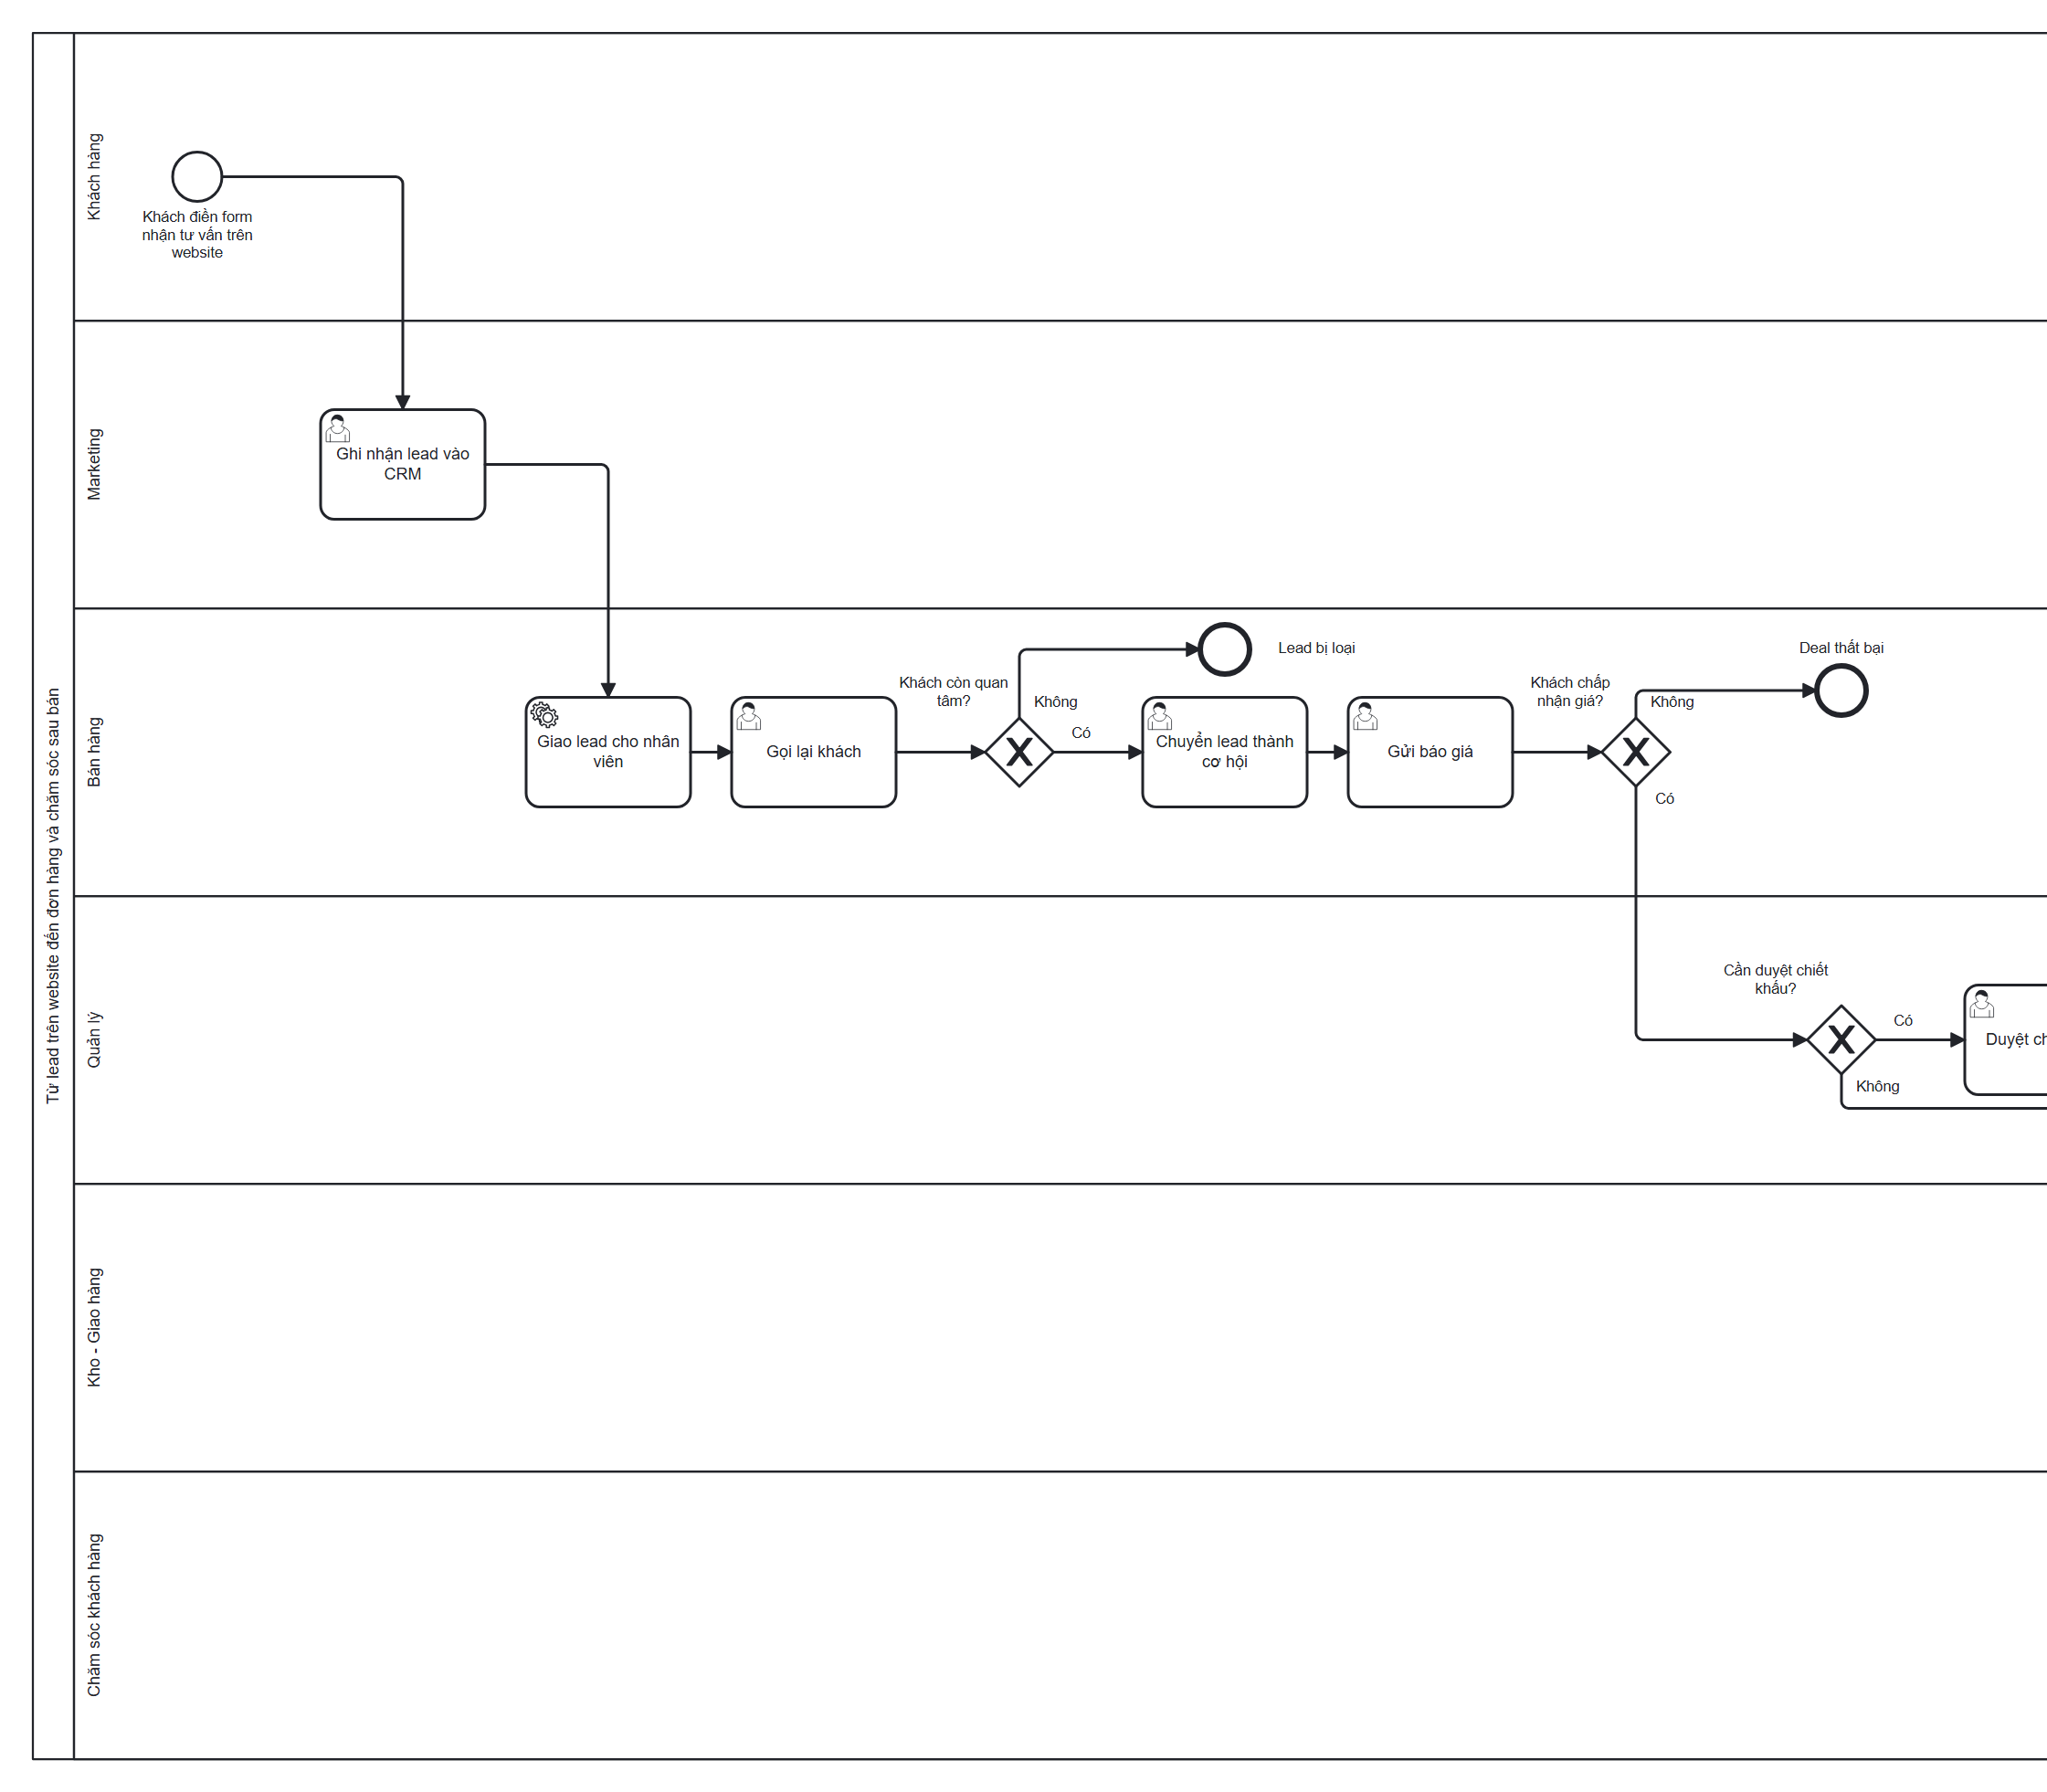 Từ lead trên website đến đơn hàng và chăm sóc sau bán
Khách hàng
Khách điền form
nhận tư vấn trên
website
Marketing
Ghi nhận lead vào
CRM
Bán hàng
Giao lead cho nhân
viên
Gọi lại khách
Khách còn quan
tâm?
Không
Có
Lead bị loại
Chuyển lead thành
cơ hội
Gửi báo giá
Khách chấp
nhận giá?
Không
Có
Deal thất bại
Quản lý
Cần duyệt chiết
khấu?
Có
Không
Duyệt
Kho - Giao hàng
Chăm sóc khách hàng